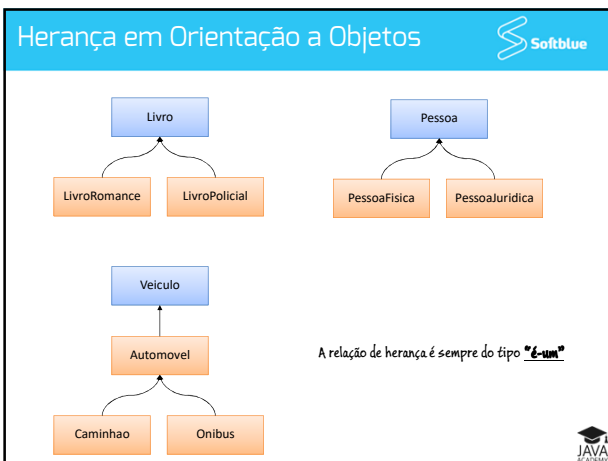 Herança em Orientação a Objetos
Softblue
Livro
LivroRomance LivroPolicial
Pessoa
PessoaFisica PessoaJuridica
Veiculo
Automovel
Caminhao Onibus
A relação de herança é sempre do tipo "é-um"
JAVA
ACADEMY